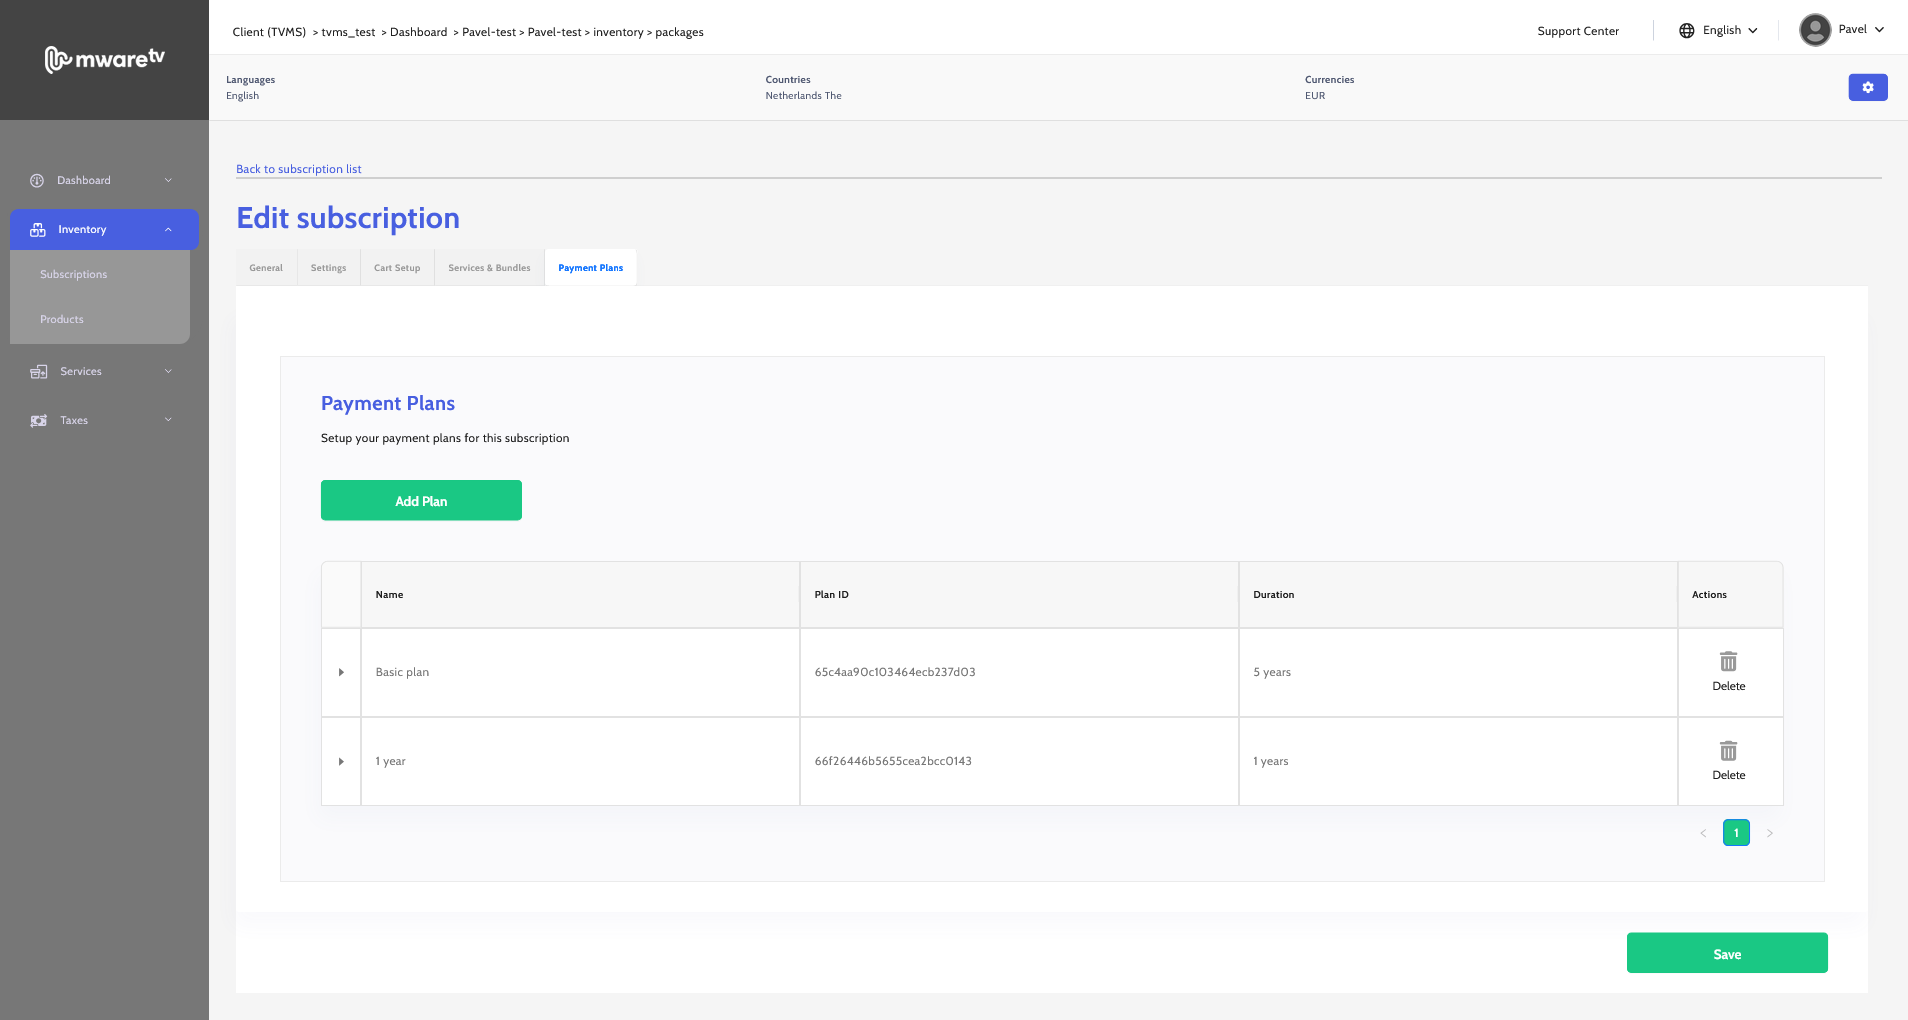 mwaretv
Client (TVMS) > tvms_test > Dashboard > Pavel-test > Pavel-test > inventory > packages
Support Center
English
Pavel
Languages
English
Countries
Netherlands The
Currencies
EUR
Dashboard
Inventory
Subscriptions
Products
Services
Taxes
Back to subscription list
Edit subscription
General
Settings
Cart Setup
Services & Bundles
Payment Plans
Payment Plans
Setup your payment plans for this subscription
Add Plan
Name Plan ID Duration Actions
Basic plan 65c4aa90c103464ecb237d03 5 years
Delete
1 year 66f26446b5655cea2bcc0143 1 years
Delete
< 1 >
Save